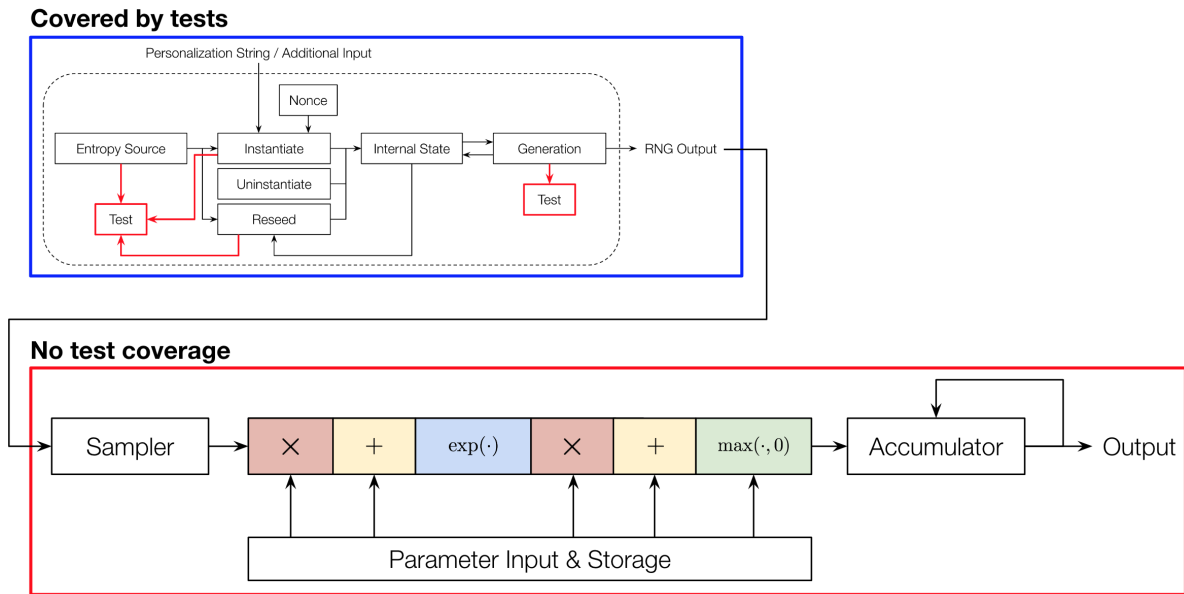 Covered by tests
Personalization String / Additional Input
Nonce
Entropy Source
Instantiate
Internal State
Generation
RNG Output
Uninstantiate
Test
Test
Reseed
No test coverage
Sampler
×
+
exp(·)
×
+
max(·, 0)
Accumulator
Output
Parameter Input & Storage